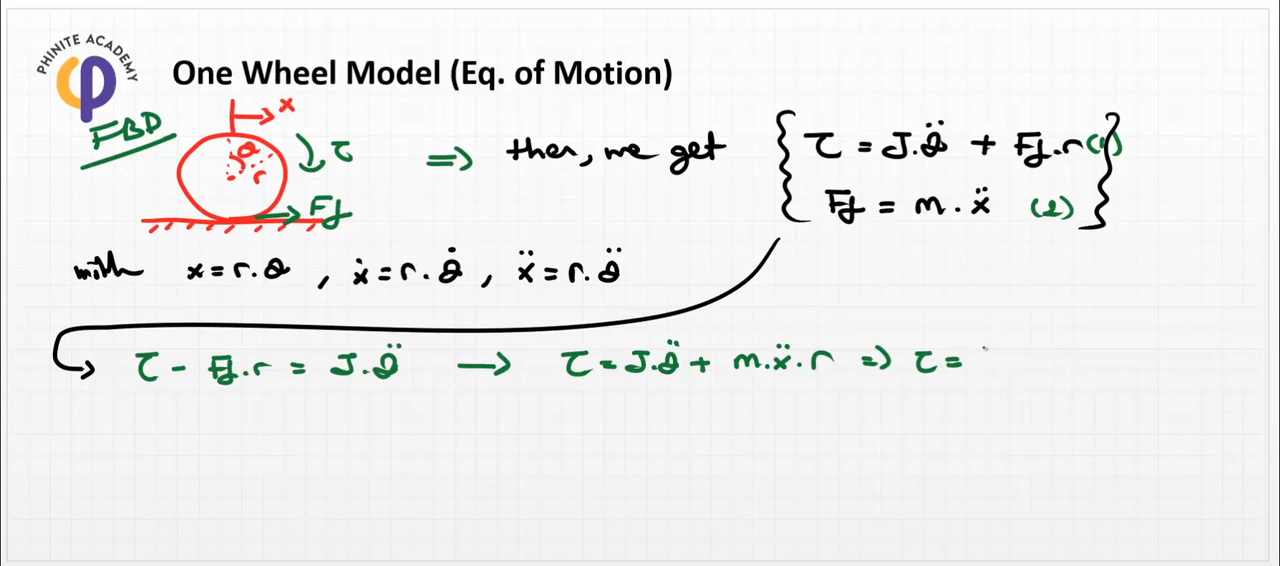 PHINITE ACADEMY
One Wheel Model (Eq. of Motion)
FBD
x
θ
r
τ
Ff
⇒ then, we get
τ = J.θ̈ + Ff.r (1)
Ff = m.ẍ (2)
with x = r.θ , ẋ = r.θ̇ , ẍ = r.θ̈
τ - Ff.r = J.θ̈ → τ = J.θ̈ + m.ẍ.r ⇒ τ =